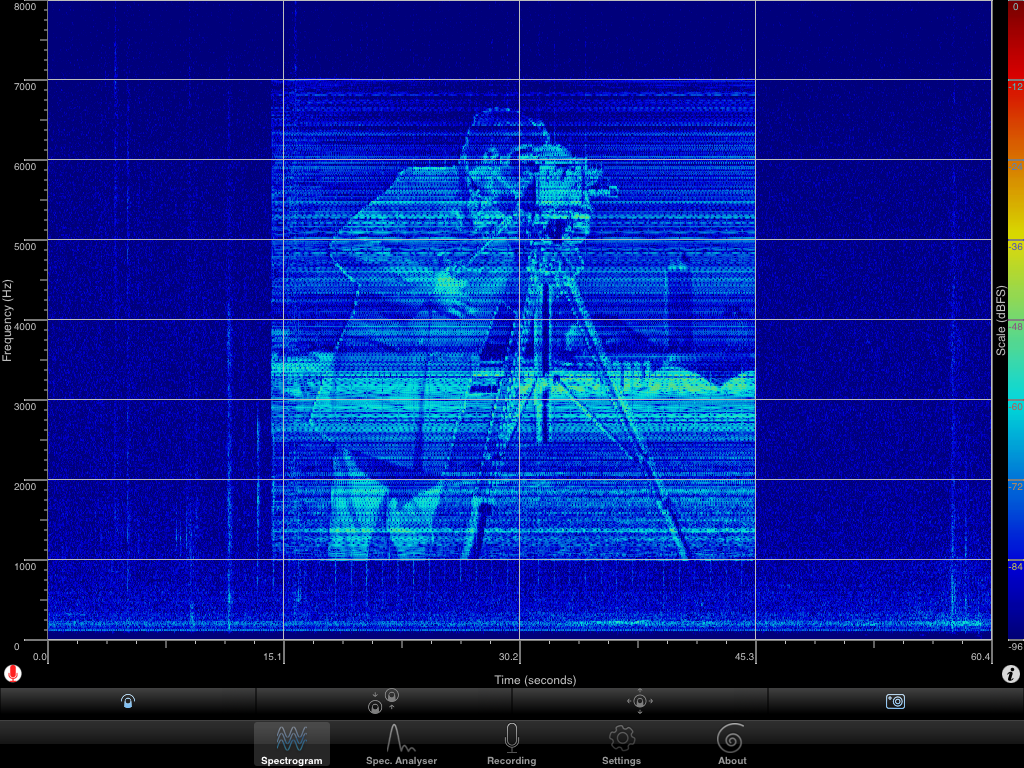 8000
7000
6000
5000
4000
3000
2000
1000
0
Frequency (Hz)
0.0
15.1
30.2
45.3
60.4
Time (seconds)
0
-12
-24
-36
-48
-60
-72
-84
-96
Scale (dBFS)
Spectrogram
Spec. Analyser
Recording
Settings
About